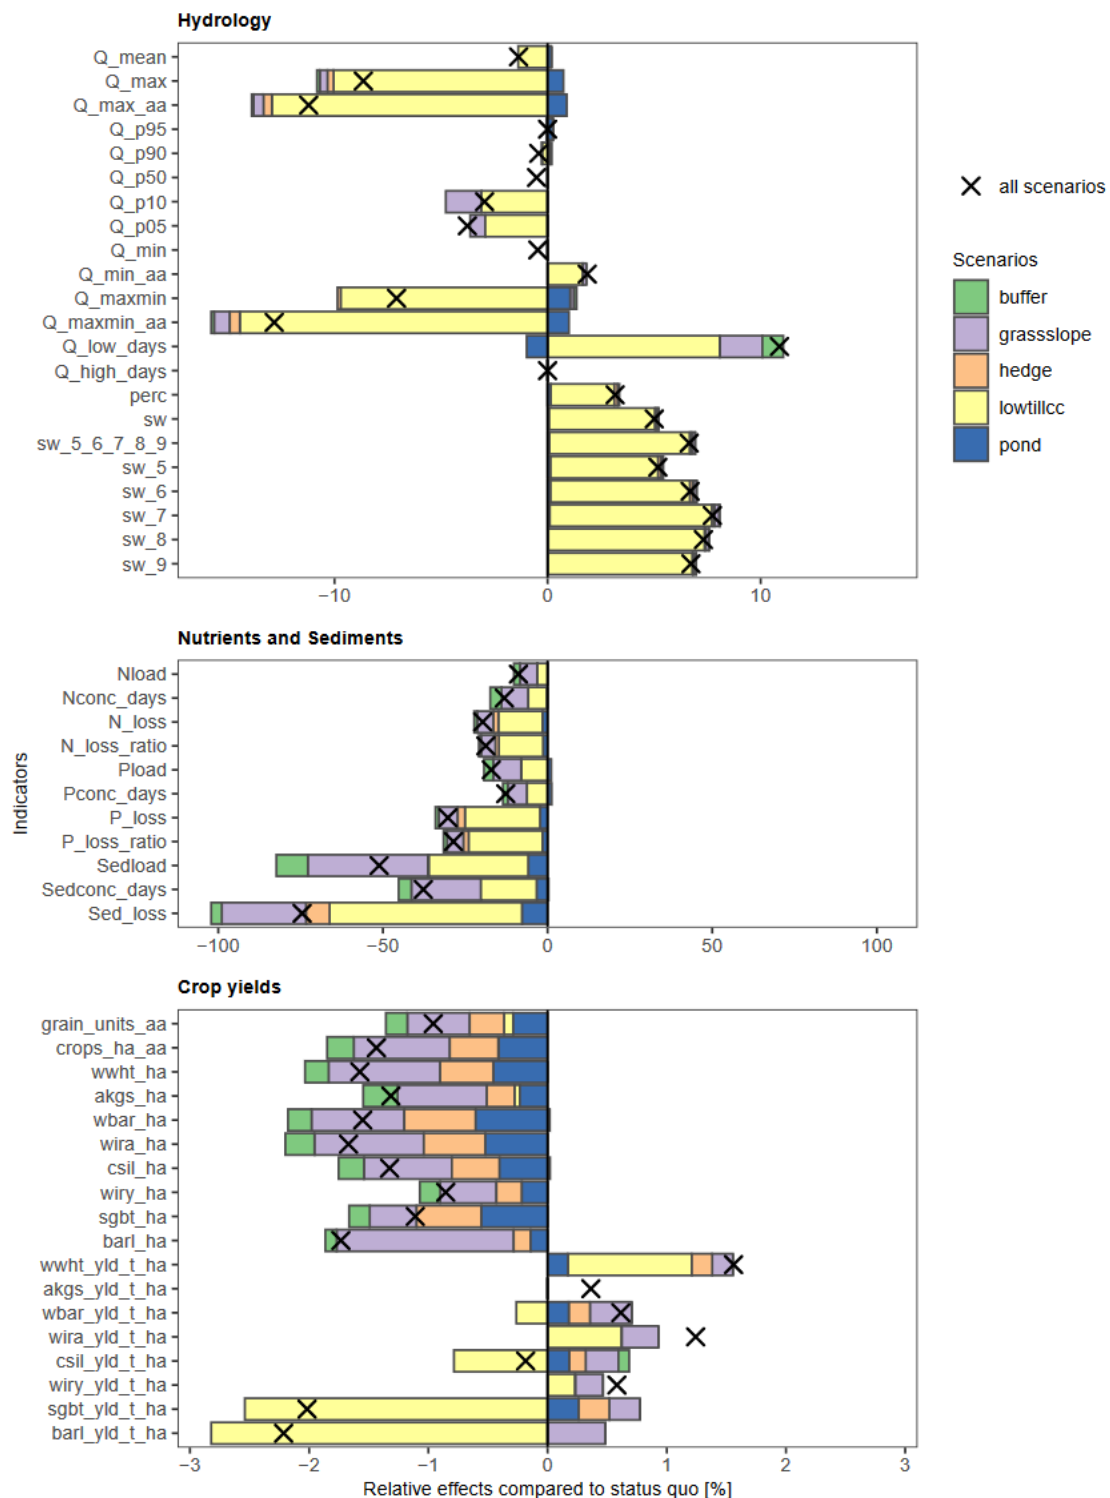 Hydrology
Q_mean
Q_max
Q_max_aa
Q_p95
Q_p90
Q_p50
Q_p10
Q_p05
Q_min
Q_min_aa
Q_maxmin
Q_maxmin_aa
Q_low_days
Q_high_days
perc
sw
sw_5_6_7_8_9
sw_5
sw_6
sw_7
sw_8
sw_9
−10 0 10
all scenarios
Scenarios
buffer
grassslope
hedge
lowtillcc
pond
Nutrients and Sediments
Nload
Nconc_days
N_loss
N_loss_ratio
Pload
Pconc_days
P_loss
P_loss_ratio
Sedload
Sedconc_days
Sed_loss
−100 −50 0 50 100
Indicators
Crop yields
grain_units_aa
crops_ha_aa
wwht_ha
akgs_ha
wbar_ha
wira_ha
csil_ha
wiry_ha
sgbt_ha
barl_ha
wwht_yld_t_ha
akgs_yld_t_ha
wbar_yld_t_ha
wira_yld_t_ha
csil_yld_t_ha
wiry_yld_t_ha
sgbt_yld_t_ha
barl_yld_t_ha
−3 −2 −1 0 1 2 3
Relative effects compared to status quo [%]